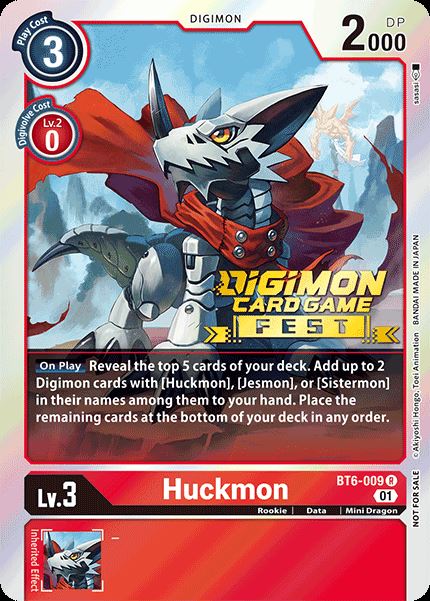 Play Cost
3
DIGIMON
DP
2000
Digivolve Cost
Lv.2
0
sasasi
DIGIMON
CARD GAME
FEST
On Play Reveal the top 5 cards of your deck. Add up to 2
Digimon cards with [Huckmon], [Jesmon], or [Sistermon]
in their names among them to your hand. Place the
remaining cards at the bottom of your deck in any order.
©Akiyoshi Hongo, Toei Animation BANDAI MADE IN JAPAN
NOT FOR SALE
Lv.3
Huckmon
BT6-009 R
01
Rookie | Data | Mini Dragon
Inherited Effect
–